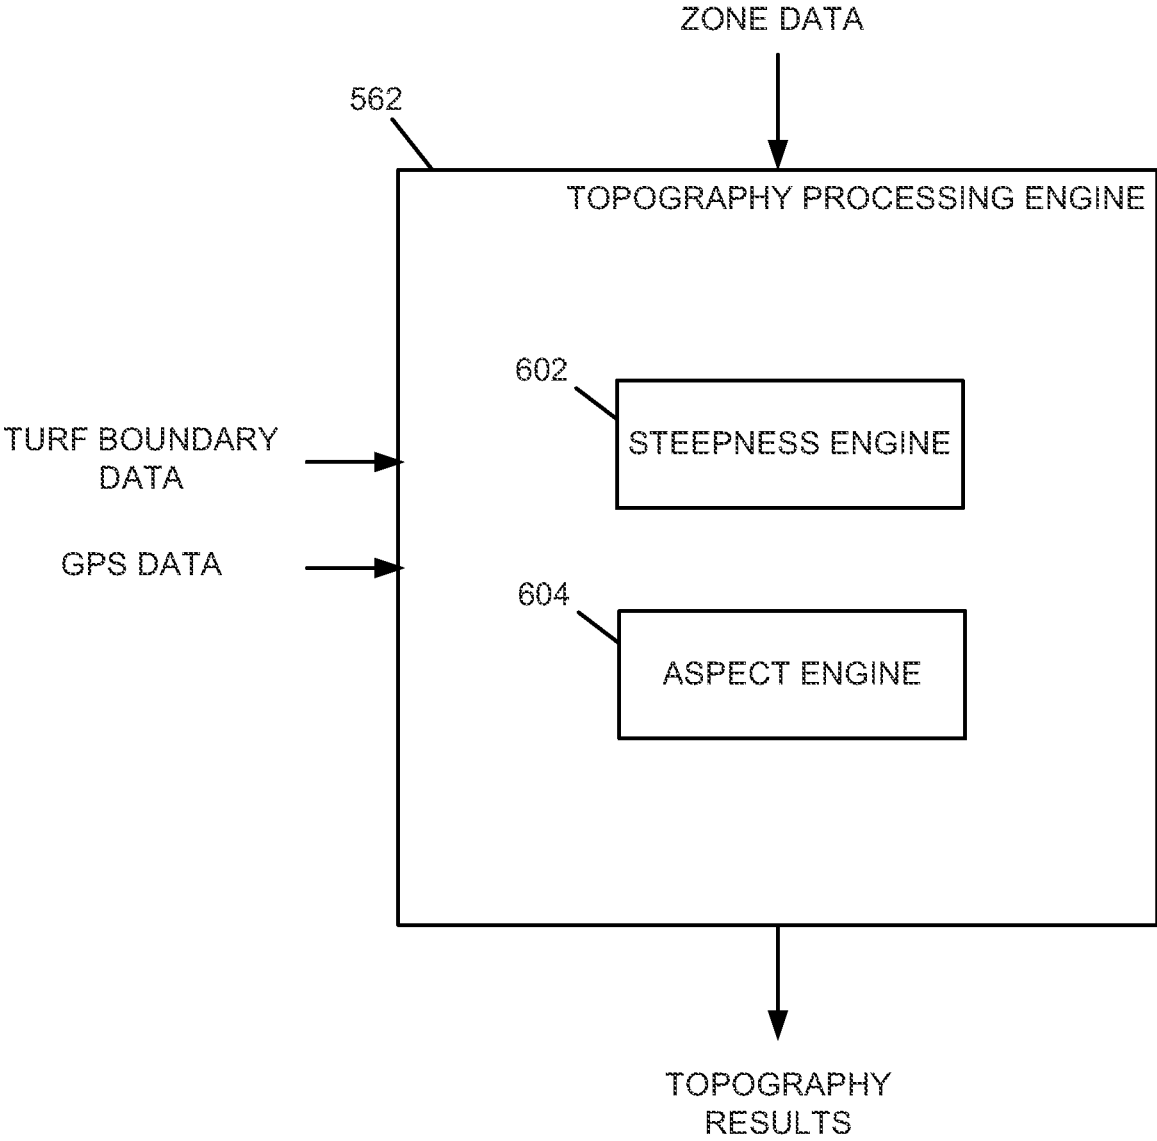 ZONE DATA
562
TOPOGRAPHY PROCESSING ENGINE
602
STEEPNESS ENGINE
TURF BOUNDARY
DATA
GPS DATA
604
ASPECT ENGINE
TOPOGRAPHY
RESULTS